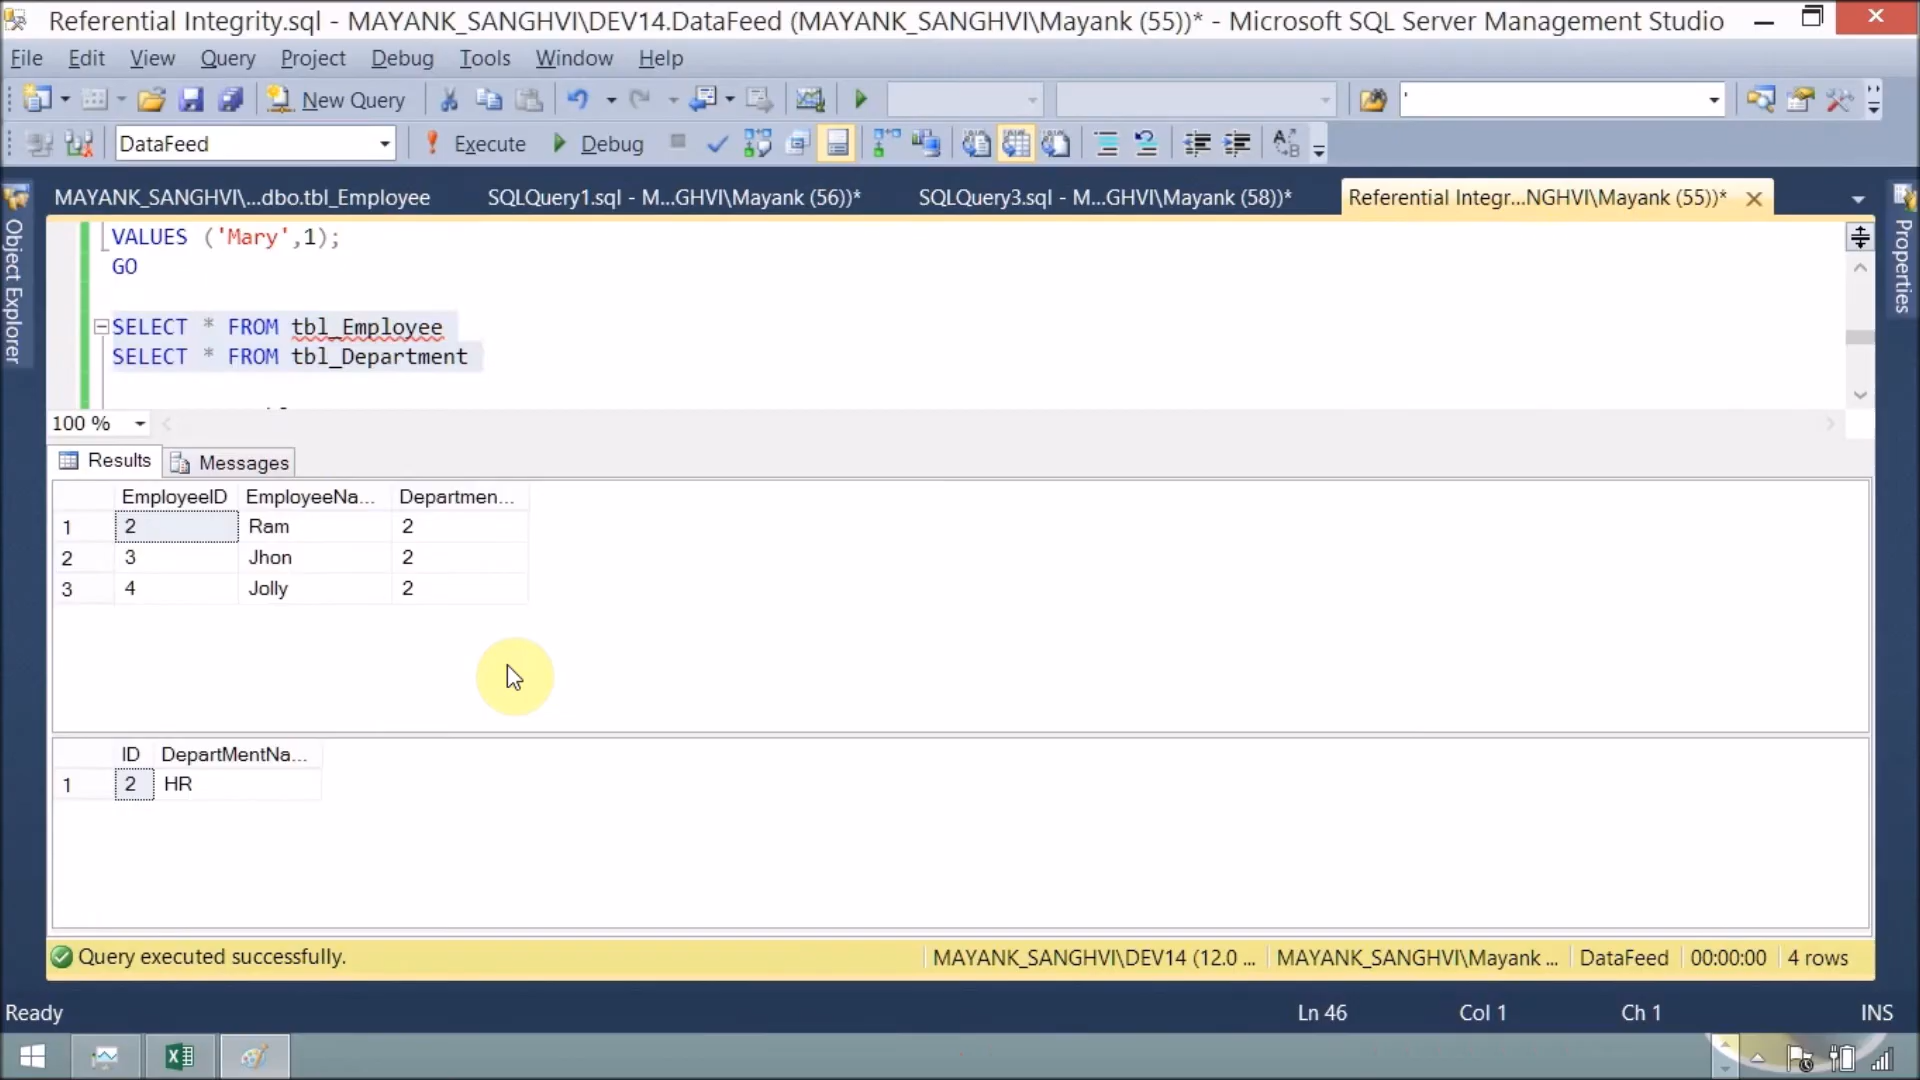 Referential Integrity.sql - MAYANK_SANGHVI\DEV14.DataFeed (MAYANK_SANGHVI\Mayank (55))* - Microsoft SQL Server Management Studio
File Edit View Query Project Debug Tools Window Help
New Query '
DataFeed Execute Debug
MAYANK_SANGHVI\...dbo.tbl_Employee SQLQuery1.sql - M...GHVI\Mayank (56))* SQLQuery3.sql - M...GHVI\Mayank (58))* Referential Integr...NGHVI\Mayank (55))*
Object Explorer
Properties
VALUES ('Mary',1);
GO
SELECT * FROM tbl_Employee
SELECT * FROM tbl_Department
100 %
Results Messages
EmployeeID EmployeeNa... Departmen...
1 2 Ram 2
2 3 Jhon 2
3 4 Jolly 2
ID DepartMentNa...
1 2 HR
Query executed successfully. MAYANK_SANGHVI\DEV14 (12.0 ... MAYANK_SANGHVI\Mayank ... DataFeed 00:00:00 4 rows
Ready Ln 46 Col 1 Ch 1 INS